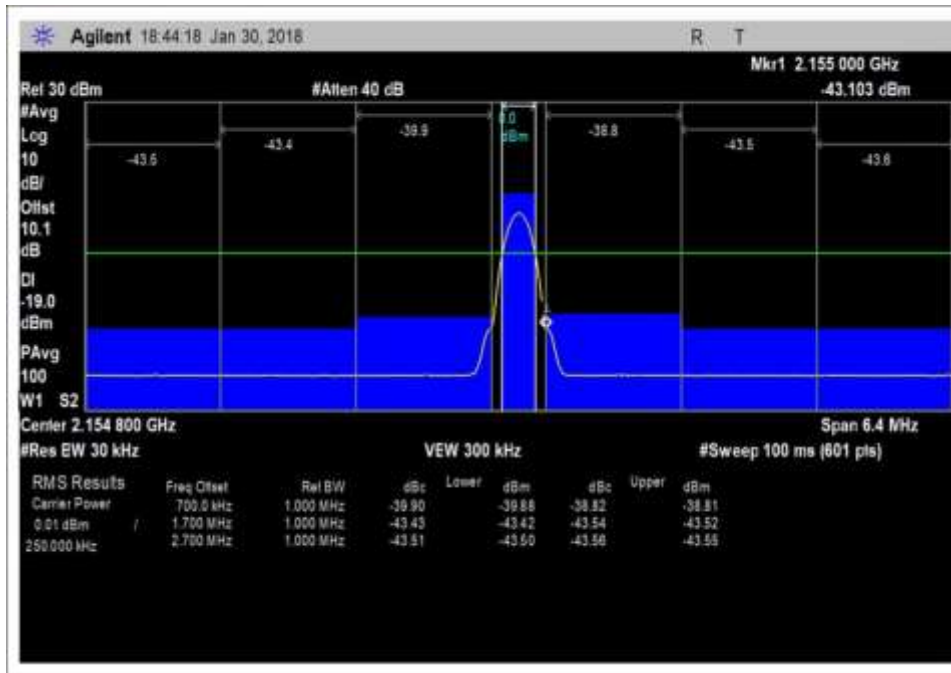 Agilent 18:44:18 Jan 30, 2018 R T
Mkr1 2.155 000 GHz
Ref 30 dBm #Atten 40 dB -43.103 dBm
#Avg
Log
10
dB/
Offst
10.1
dB
DI
-19.0
dBm
PAvg
100
W1 S2
-43.5 -43.4 -39.9 0.0 dBm -38.8 -43.5 -43.6
1
Center 2.154 800 GHz Span 6.4 MHz
#Res BW 30 kHz VBW 300 kHz #Sweep 100 ms (601 pts)
RMS Results Freq Offset Ref BW dBc Lower dBm dBc Upper dBm
Carrier Power 700.0 kHz 1.000 MHz -39.90 -39.88 -38.82 -38.81
0.01 dBm / 1.700 MHz 1.000 MHz -43.43 -43.42 -43.54 -43.52
250.000 kHz 2.700 MHz 1.000 MHz -43.51 -43.50 -43.56 -43.55